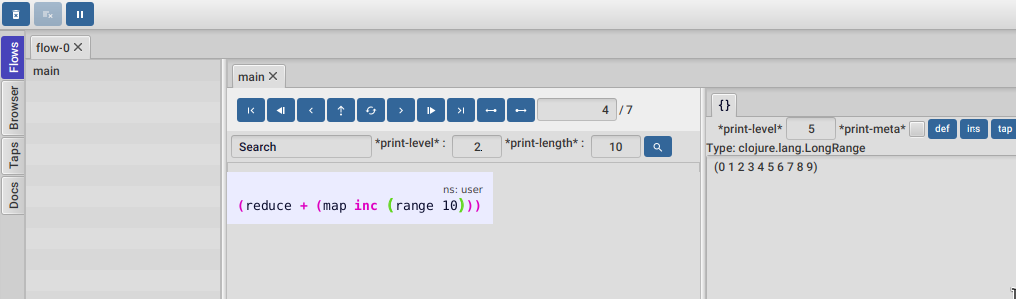 flow-0
Flows
Browser
Taps
Docs
main
main
4 /7
Search *print-level* : 2. *print-length* : 10
ns: user
(reduce + (map inc (range 10)))
{}
*print-level* 5 *print-meta* def ins tap
Type: clojure.lang.LongRange
(0 1 2 3 4 5 6 7 8 9)